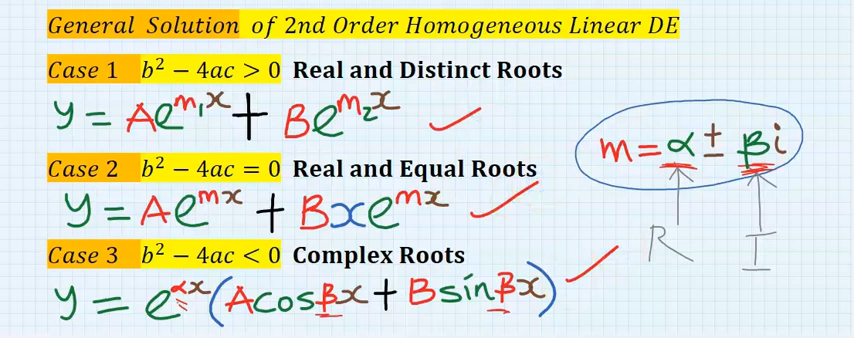 General Solution of 2nd Order Homogeneous Linear DE
Case 1 b² − 4ac > 0 Real and Distinct Roots
y = Ae^{m₁x} + Be^{m₂x}
m = α ± βi
Case 2 b² − 4ac = 0 Real and Equal Roots
y = Ae^{mx} + Bxe^{mx}
R I
Case 3 b² − 4ac < 0 Complex Roots
y = e^{αx}(Acosβx + Bsinβx)